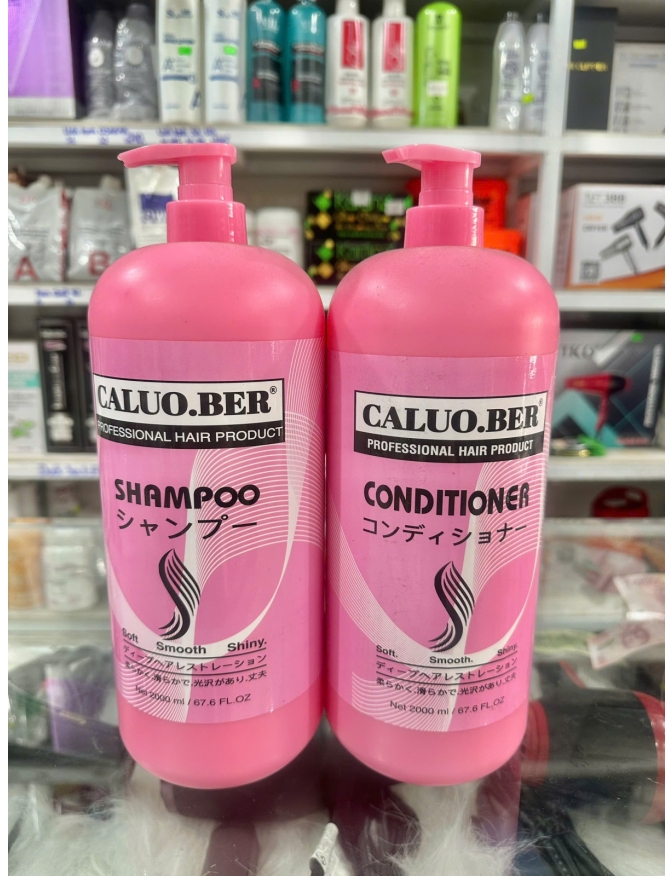 CALUO.BER®
PROFESSIONAL HAIR PRODUCT
SHAMPOO
シャンプー
Soft. Smooth Shiny.
ディープヘアレストレーション
柔らかく、滑らかで、光沢があり、丈夫
Net 2000 ml / 67.6 FL.OZ
CALUO.BER®
PROFESSIONAL HAIR PRODUCT
CONDITIONER
コンディショナー
Soft. Smooth. Shiny.
ディープヘアレストレーション
柔らかく、滑らかで、光沢があり、丈夫
Net 2000 ml / 67.6 FL.OZ
A
B